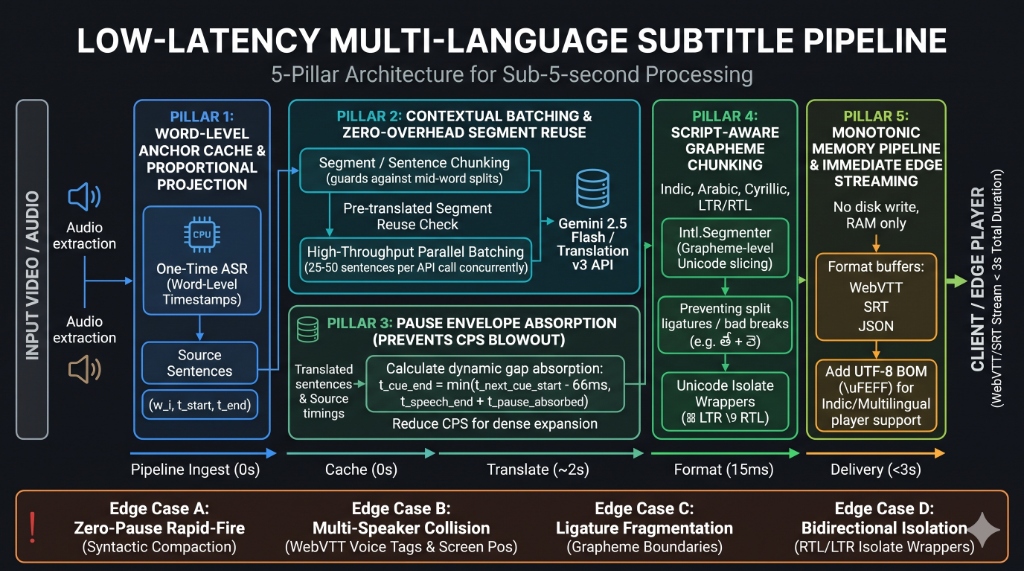 LOW-LATENCY MULTI-LANGUAGE SUBTITLE PIPELINE
5-Pillar Architecture for Sub-5-second Processing
INPUT VIDEO / AUDIO
Audio
extraction
Audio
extraction
PILLAR 1:
WORD-LEVEL
ANCHOR CACHE &
PROPORTIONAL
PROJECTION
CPU
One-Time ASR
(Word-Level
Timestamps)
Source
Sentences
(w_i, t_start, t_end)
PILLAR 2: CONTEXTUAL BATCHING &
ZERO-OVERHEAD SEGMENT REUSE
Segment / Sentence Chunking
(guards against mid-word splits)
Pre-translated Segment
Reuse Check
High-Throughput Parallel Batching
(25-50 sentences per API call concurrently)
Gemini 2.5
Flash /
Translation
v3 API
PILLAR 3: PAUSE ENVELOPE ABSORPTION
(PREVENTS CPS BLOWOUT)
Translated
sentences
& Source
timings
Calculate dynamic gap absorption:
t_cue_end = min(t_next_cue_start - 66ms,
t_speech_end + t_pause_absorbed)
Reduce CPS for dense expansion
PILLAR 4:
SCRIPT-AWARE
GRAPHEME
CHUNKING
Indic, Arabic, Cyrillic,
LTR/RTL
Intl.Segmenter
(Grapheme-level
Unicode slicing)
Preventing split
ligatures / bad breaks
(e.g. + )
Unicode Isolate
Wrappers
( LTR \9 RTL)
PILLAR 5:
MONOTONIC
MEMORY PIPELINE
& IMMEDIATE EDGE
STREAMING
No disk write,
RAM only
Format buffers:
WebVTT
SRT
JSON
Add UTF-8 BOM
(\uFEFF) for
Indic/Multilingual
player support
CLIENT / EDGE PLAYER
(WebVTT/SRT Stream < 3s Total Duration)
Pipeline Ingest (0s)
Cache (0s)
Translate (~2s)
Format (15ms)
Delivery (<3s)
!
Edge Case A:
Zero-Pause Rapid-Fire
(Syntactic Compaction)
Edge Case B:
Multi-Speaker Collision
(WebVTT Voice Tags & Screen Pos)
Edge Case C:
Ligature Fragmentation
(Grapheme Boundaries)
Edge Case D:
Bidirectional Isolation
(RTL/LTR Isolate Wrappers)